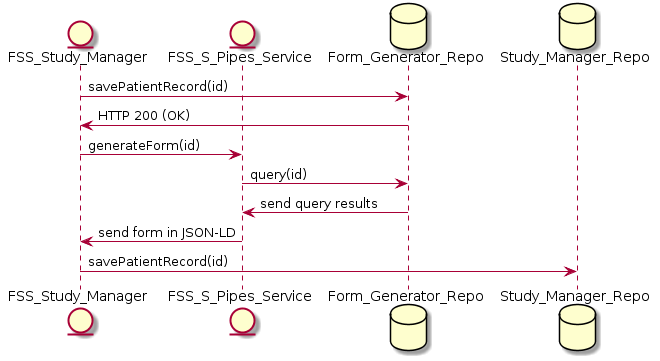 FSS_Study_Manager FSS_S_Pipes_Service Form_Generator_Repo Study_Manager_Repo
savePatientRecord(id)
HTTP 200 (OK)
generateForm(id)
query(id)
send query results
send form in JSON-LD
savePatientRecord(id)
FSS_Study_Manager FSS_S_Pipes_Service Form_Generator_Repo Study_Manager_Repo